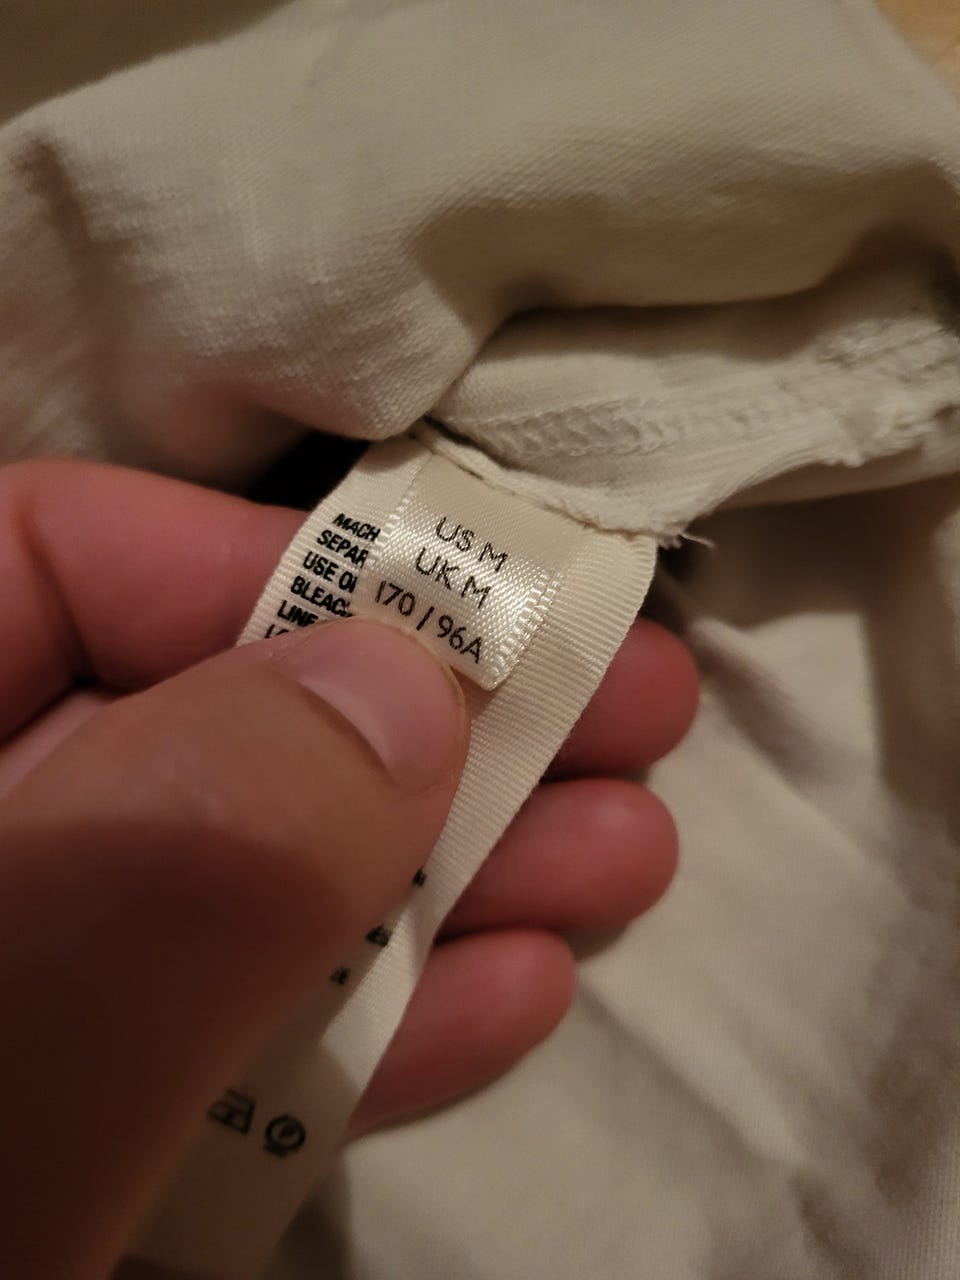 US M
UK M
170 / 96A
MACH
SEPAR
USE O
BLEAC
LINE
P